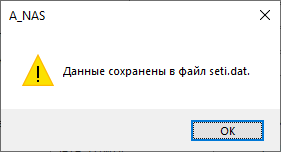 A_NAS
Данные сохранены в файл seti.dat.
OK